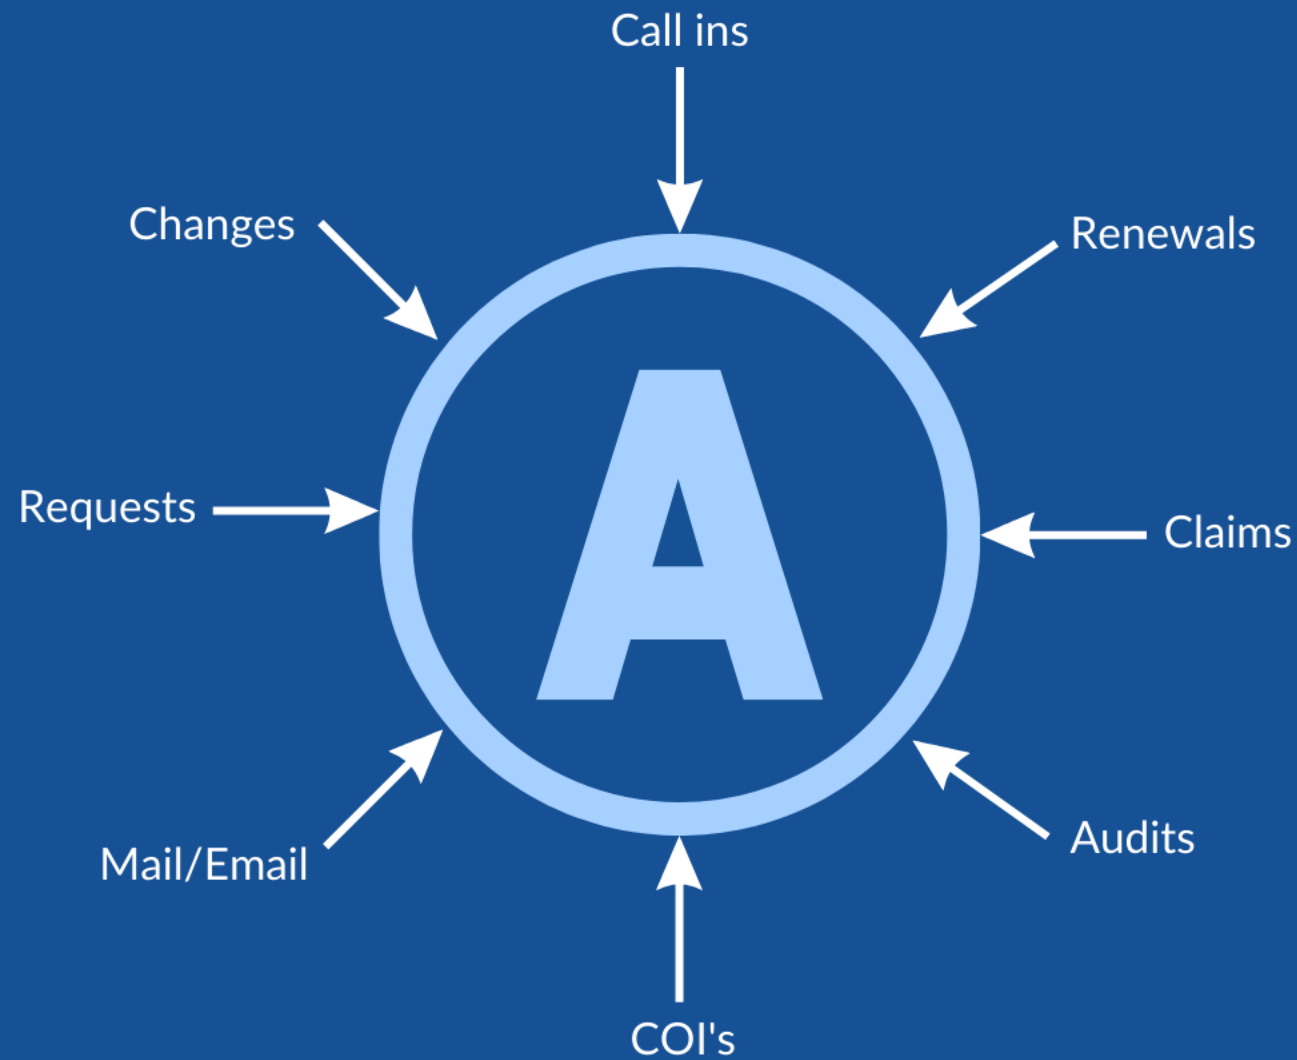 Call ins
Changes
Renewals
A
Requests
Claims
Mail/Email
Audits
COI's